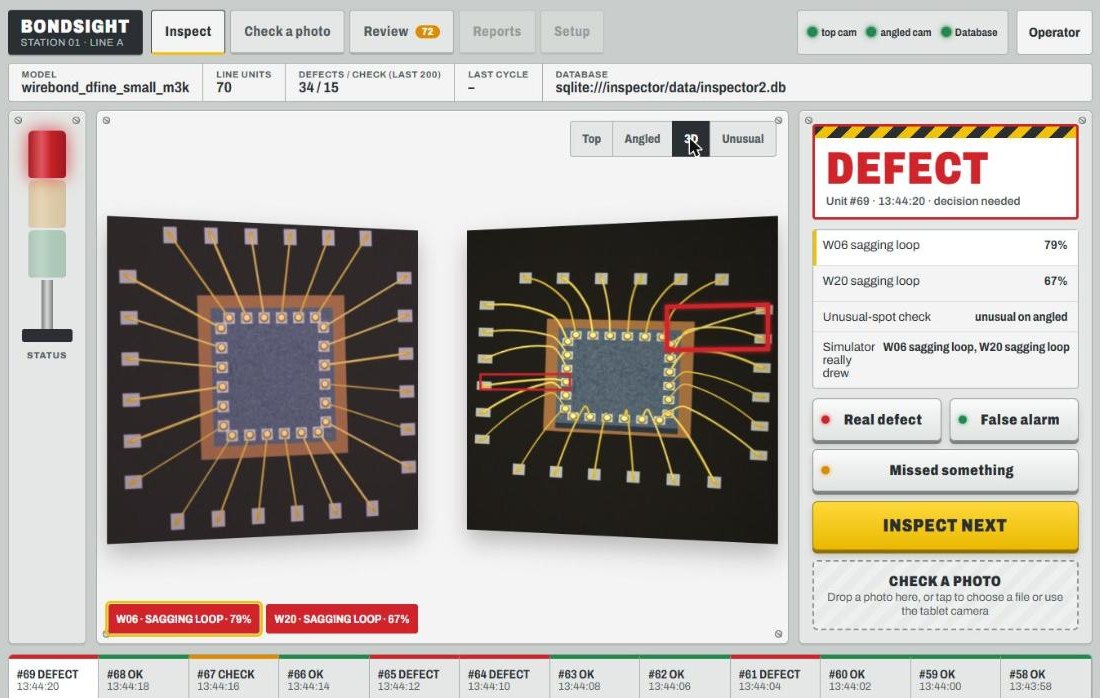 BONDSIGHT
STATION 01 · LINE A
Inspect
Check a photo
Review 72
Reports
Setup
top cam
angled cam
Database
Operator
MODEL
wirebond_dfine_small_m3k
LINE UNITS
70
DEFECTS / CHECK (LAST 200)
34 / 15
LAST CYCLE
–
DATABASE
sqlite:///inspector/data/inspector2.db
STATUS
Top
Angled
3D
Unusual
W06 · SAGGING LOOP · 79%
W20 · SAGGING LOOP · 67%
DEFECT
Unit #69 · 13:44:20 · decision needed
W06 sagging loop 79%
W20 sagging loop 67%
Unusual-spot check unusual on angled
Simulator W06 sagging loop, W20 sagging loop
really
drew
Real defect
False alarm
Missed something
INSPECT NEXT
CHECK A PHOTO
Drop a photo here, or tap to choose a file or use
the tablet camera
#69 DEFECT
13:44:20
#68 OK
13:44:18
#67 CHECK
13:44:16
#66 OK
13:44:14
#65 DEFECT
13:44:12
#64 DEFECT
13:44:10
#63 OK
13:44:08
#62 OK
13:44:06
#61 DEFECT
13:44:04
#60 OK
13:44:02
#59 OK
13:44:00
#58 OK
13:43:58